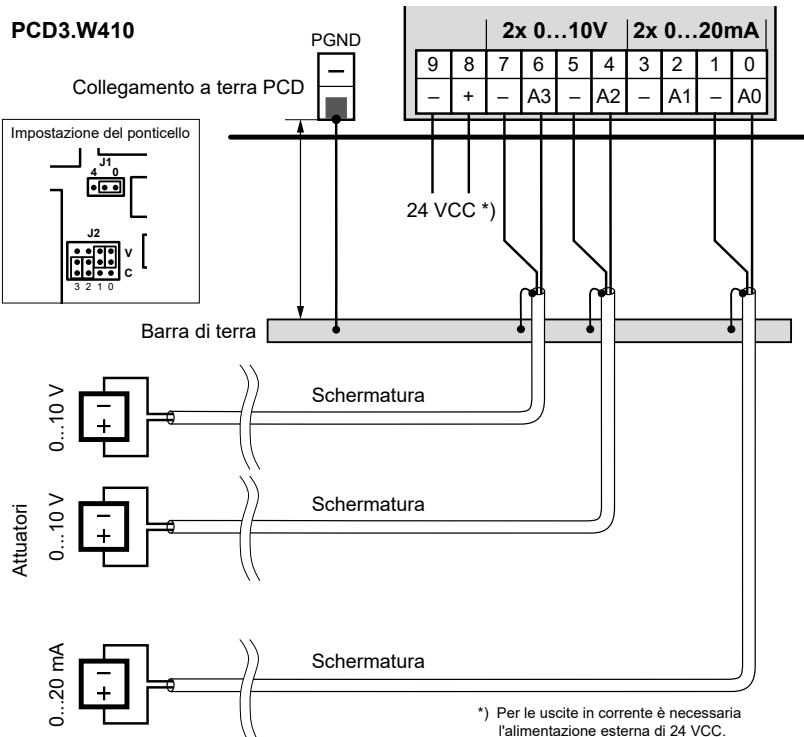 PCD3.W410
PGND
–
Collegamento a terra PCD
2x 0...10V 2x 0...20mA
9 8 7 6 5 4 3 2 1 0
– + – A3 – A2 – A1 – A0
Impostazione del ponticello
J1
4 0
J2
V
C
3 2 1 0
24 VCC *)
Barra di terra
Attuatori
0...10 V
–
+
Schermatura
0...10 V
–
+
Schermatura
0...20 mA
–
+
Schermatura
*) Per le uscite in corrente è necessaria
l'alimentazione esterna di 24 VCC.